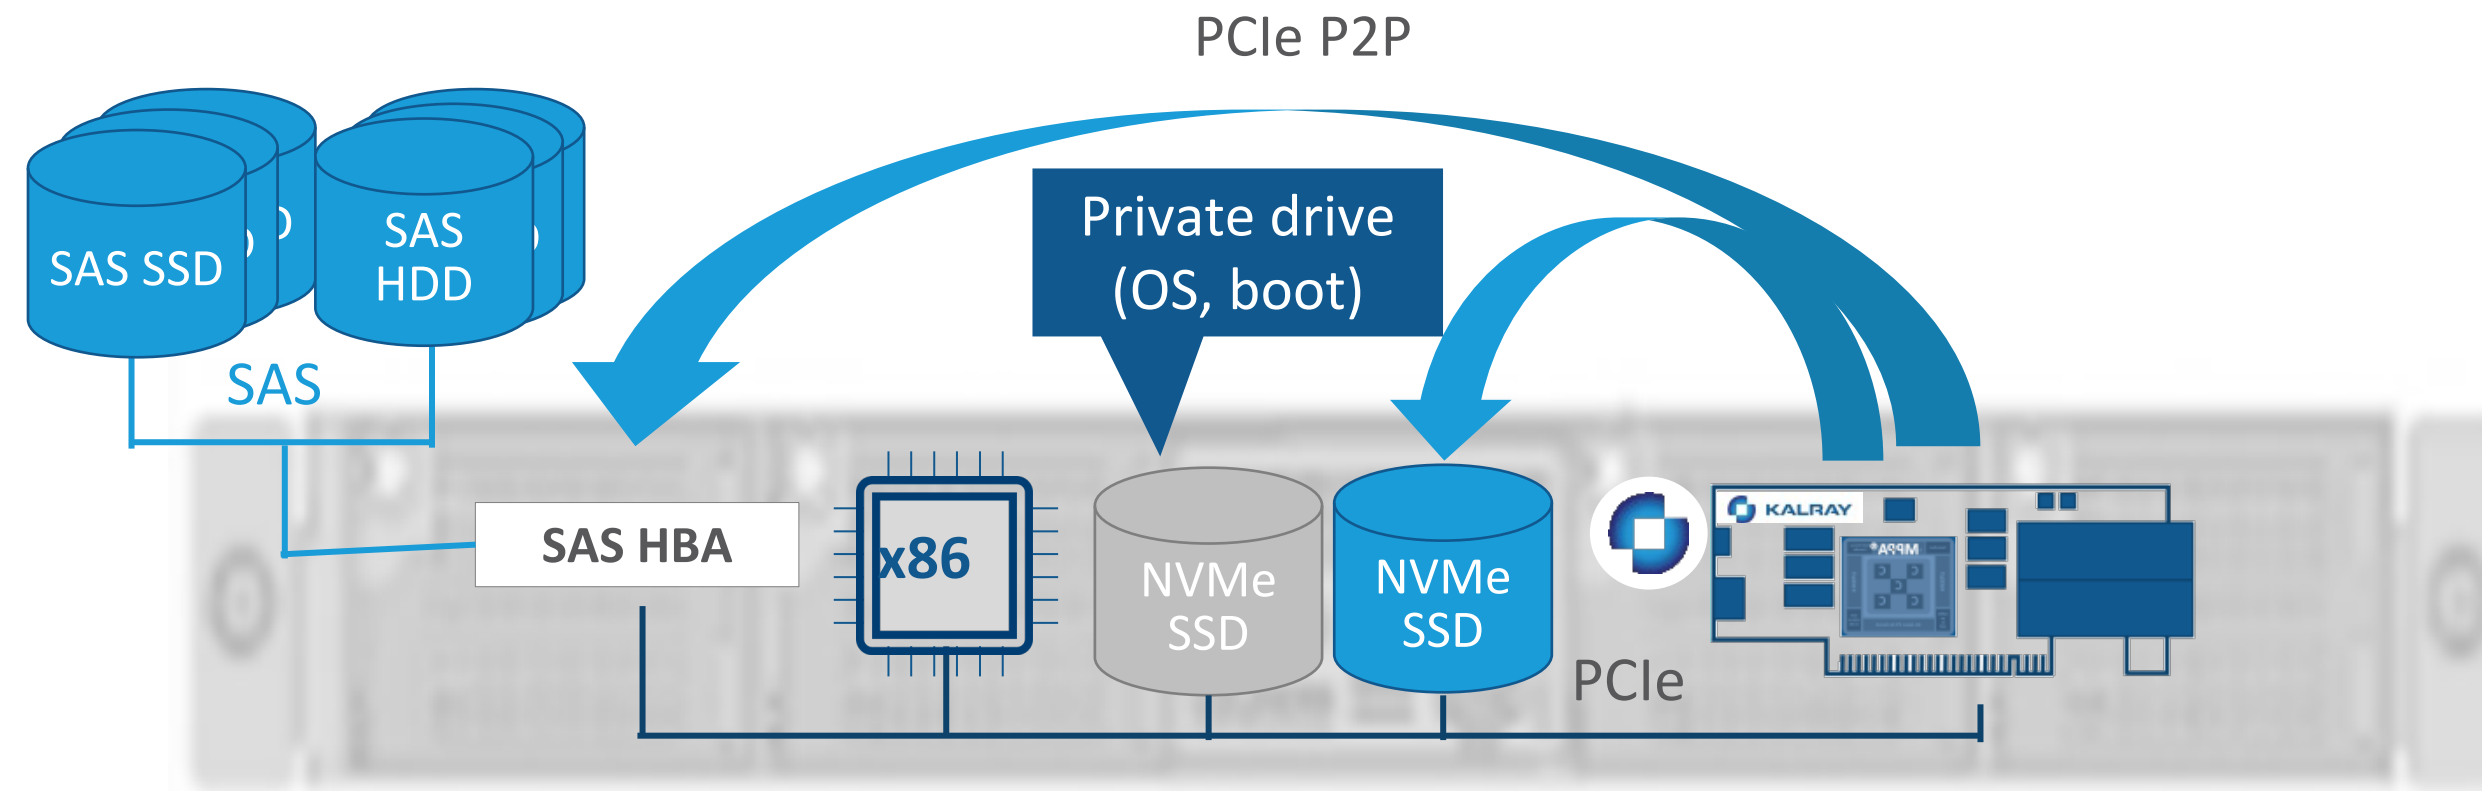 PCIe P2P
Private drive
(OS, boot)
SAS SSD
D
SAS
HDD
SAS
SAS HBA
x86
NVMe
SSD
NVMe
SSD
KALRAY
MPPA®
PCIe